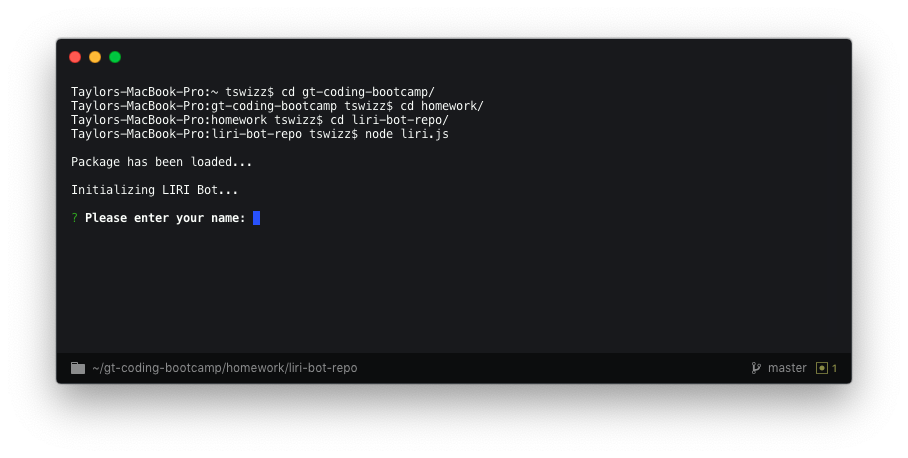 Taylors-MacBook-Pro:~ tswizz$ cd gt-coding-bootcamp/
Taylors-MacBook-Pro:gt-coding-bootcamp tswizz$ cd homework/
Taylors-MacBook-Pro:homework tswizz$ cd liri-bot-repo/
Taylors-MacBook-Pro:liri-bot-repo tswizz$ node liri.js
Package has been loaded...
Initializing LIRI Bot...
? Please enter your name:
~/gt-coding-bootcamp/homework/liri-bot-repo master 1